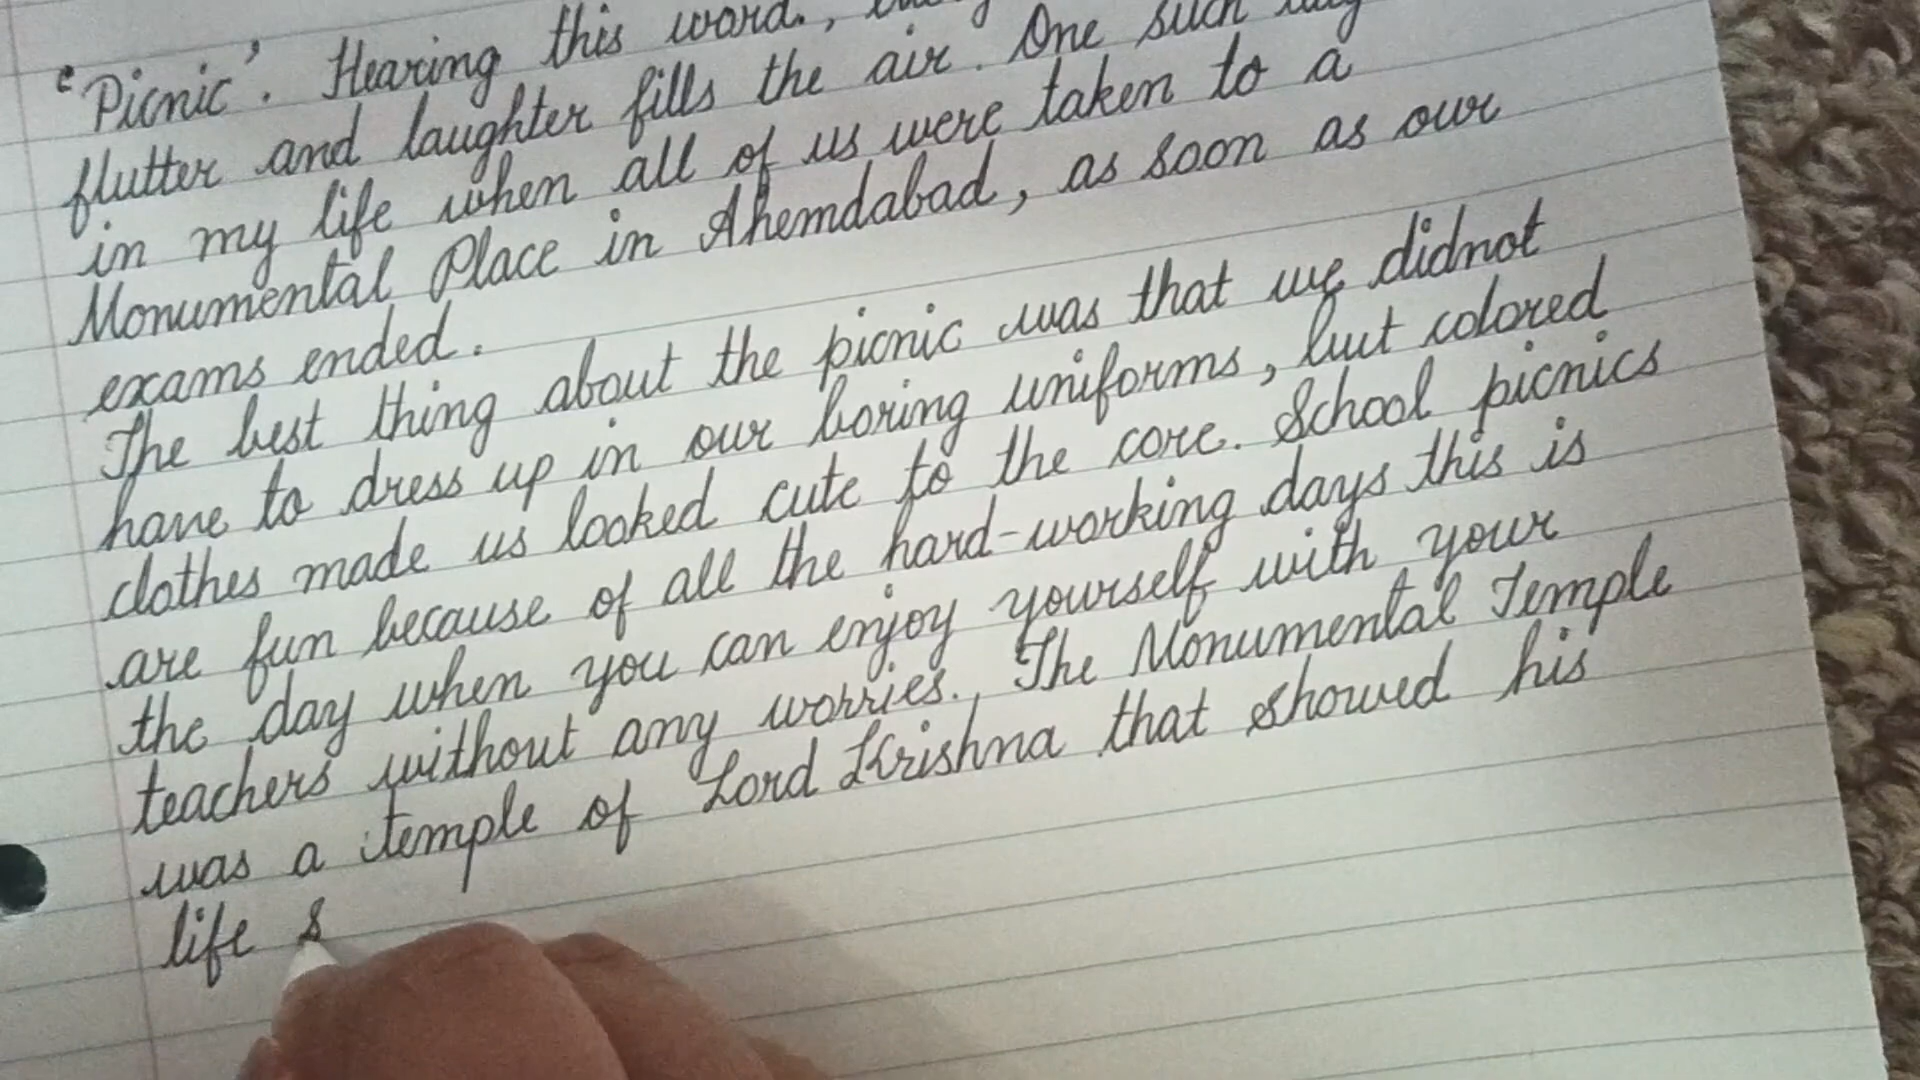 'Picnic'. Hearing this word,
flutter and laughter fills the air. One such
in my life when all of us were taken to a
Monumental Place in Ahemdabad, as soon as our
exams ended.
The best thing about the picnic was that we didnot
have to dress up in our boring uniforms, but colored
clothes made us looked cute to the core. School picnics
are fun because of all the hard-working days this is
the day when you can enjoy yourself with your
teachers without any worries. The Monumental Temple
was a temple of Lord Krishna that showed his
life s